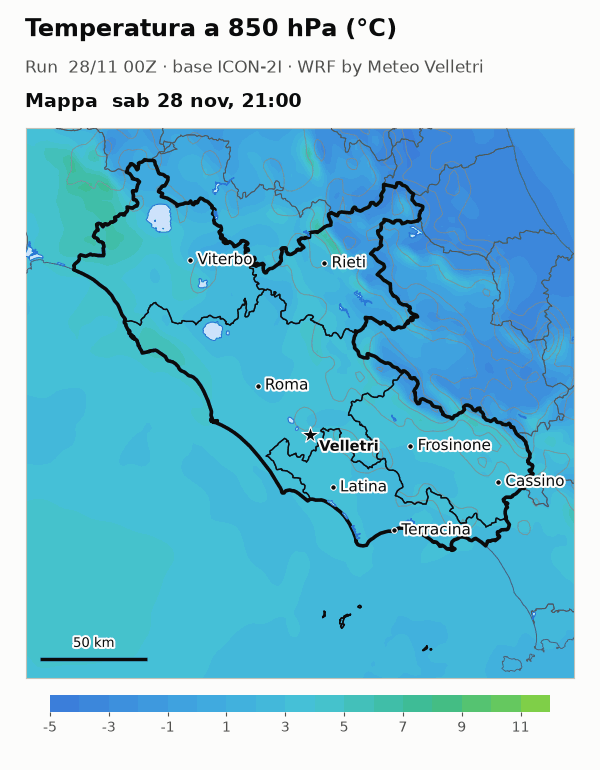 Temperatura a 850 hPa (°C)
Run  28/11 00Z · base ICON-2I · WRF by Meteo Velletri
Mappa  sab 28 nov, 21:00
Viterbo
Rieti
Roma
Velletri
Frosinone
Cassino
Latina
Terracina
50 km
-5 -3 -1 1 3 5 7 9 11